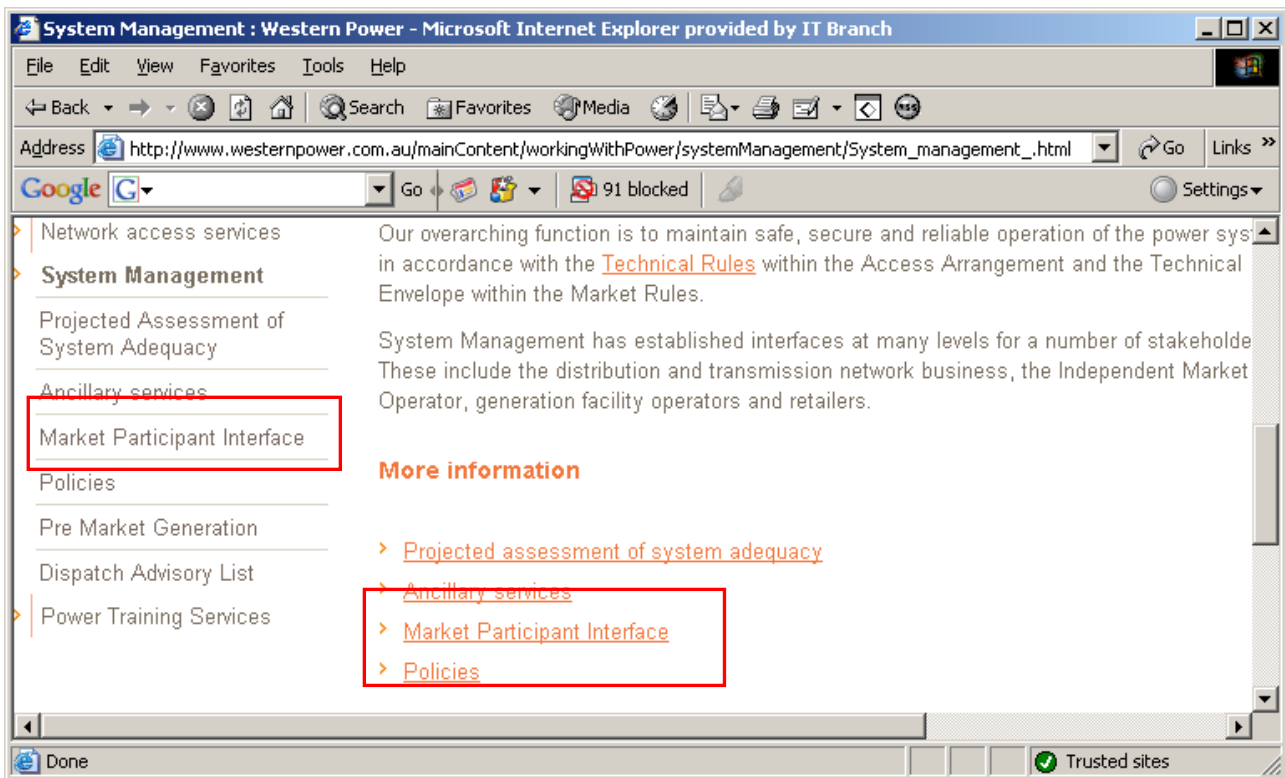 System Management : Western Power - Microsoft Internet Explorer provided by IT Branch
File Edit View Favorites Tools Help
Back Search Favorites Media
Address http://www.westernpower.com.au/mainContent/workingWithPower/systemManagement/System_management_.html Go Links »
Google G Go 91 blocked Settings
Network access services
System Management
Projected Assessment of
System Adequacy
Ancillary services
Market Participant Interface
Policies
Pre Market Generation
Dispatch Advisory List
Power Training Services
Our overarching function is to maintain safe, secure and reliable operation of the power sys
in accordance with the Technical Rules within the Access Arrangement and the Technical
Envelope within the Market Rules.
System Management has established interfaces at many levels for a number of stakeholde
These include the distribution and transmission network business, the Independent Market
Operator, generation facility operators and retailers.
More information
Projected assessment of system adequacy
Ancillary services
Market Participant Interface
Policies
Done Trusted sites